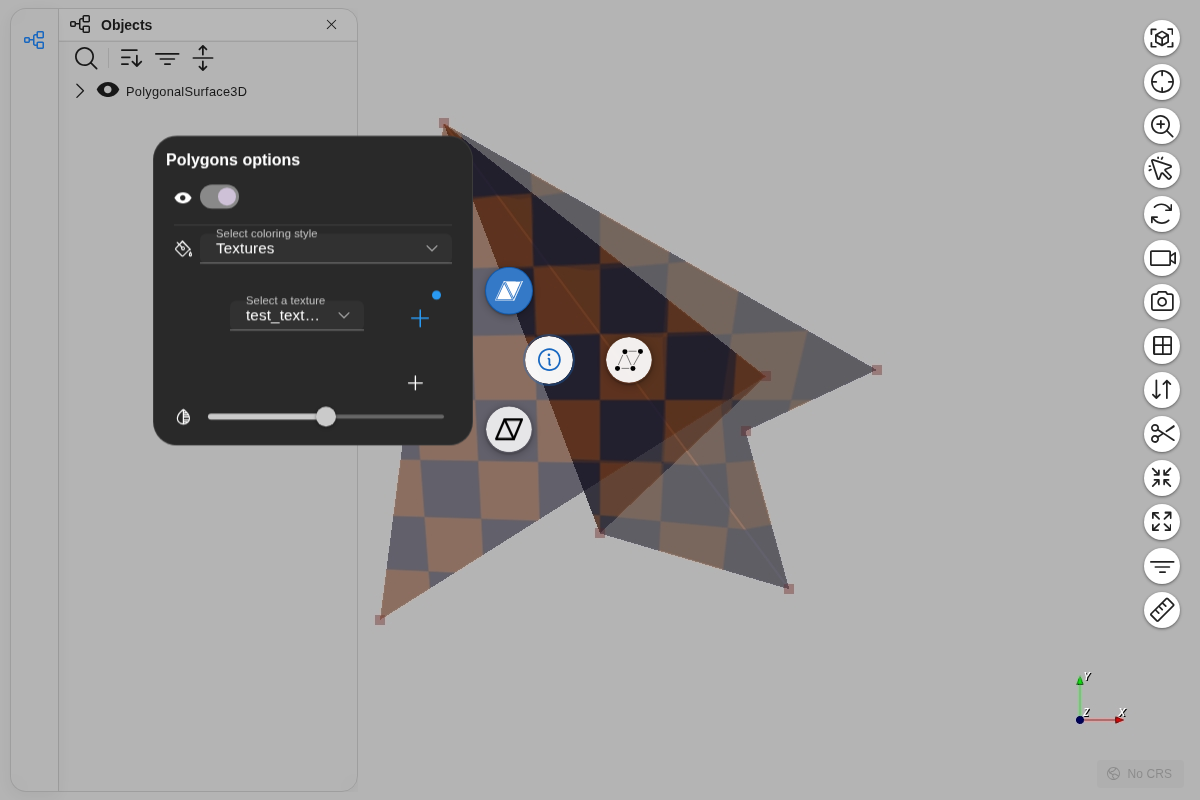 Objects
PolygonalSurface3D
Polygons options
Select coloring style
Textures
Select a texture
test_text...
Y
Z
X
No CRS